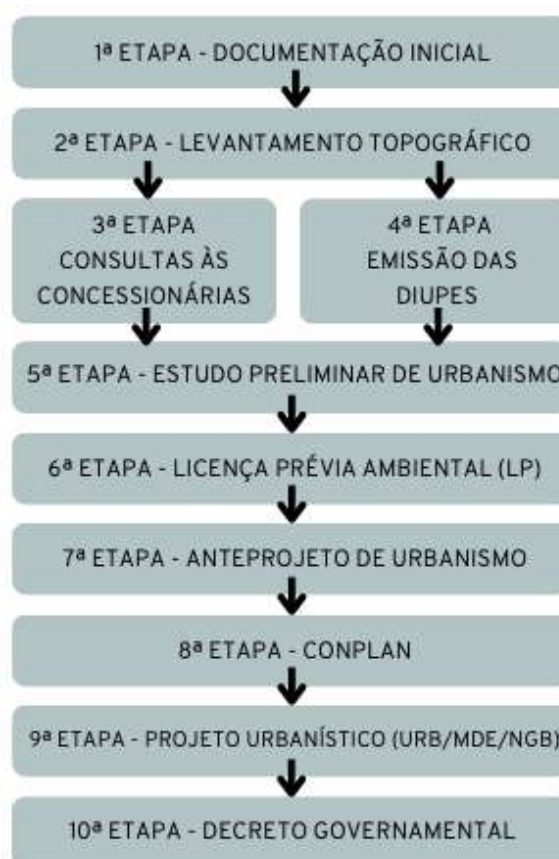 1ª ETAPA - DOCUMENTAÇÃO INICIAL
2ª ETAPA - LEVANTAMENTO TOPOGRÁFICO
3ª ETAPA
CONSULTAS ÀS
CONCESSIONÁRIAS
4ª ETAPA
EMISSÃO DAS
DIUPES
5ª ETAPA - ESTUDO PRELIMINAR DE URBANISMO
6ª ETAPA - LICENÇA PRÉVIA AMBIENTAL (LP)
7ª ETAPA - ANTEPROJETO DE URBANISMO
8ª ETAPA - CONPLAN
9ª ETAPA - PROJETO URBANÍSTICO (URB/MDE/NGB)
10ª ETAPA - DECRETO GOVERNAMENTAL